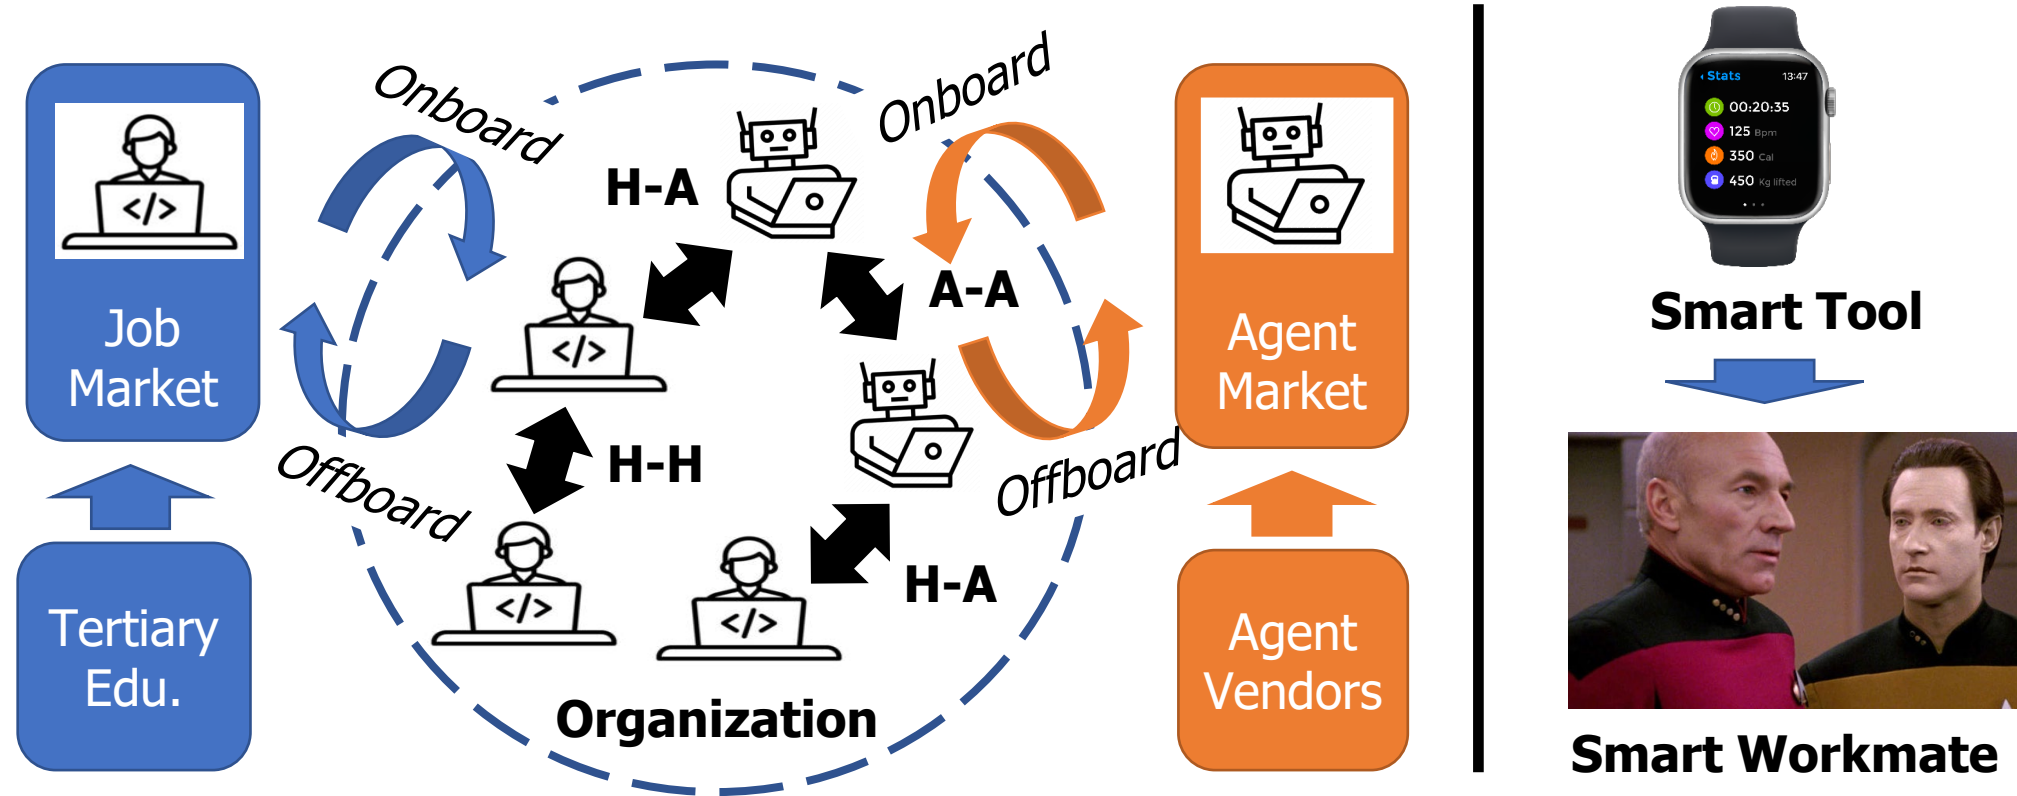 Onboard
Onboard
H-A
Job
Market
</>
</>
A-A
Agent
Market
Offboard
H-H
Offboard
</>
</>
H-A
Tertiary
Edu.
Agent
Vendors
Organization
Stats
13:47
00:20:35
125 Bpm
350 Cal
450 Kg lifted
Smart Tool
Smart Workmate